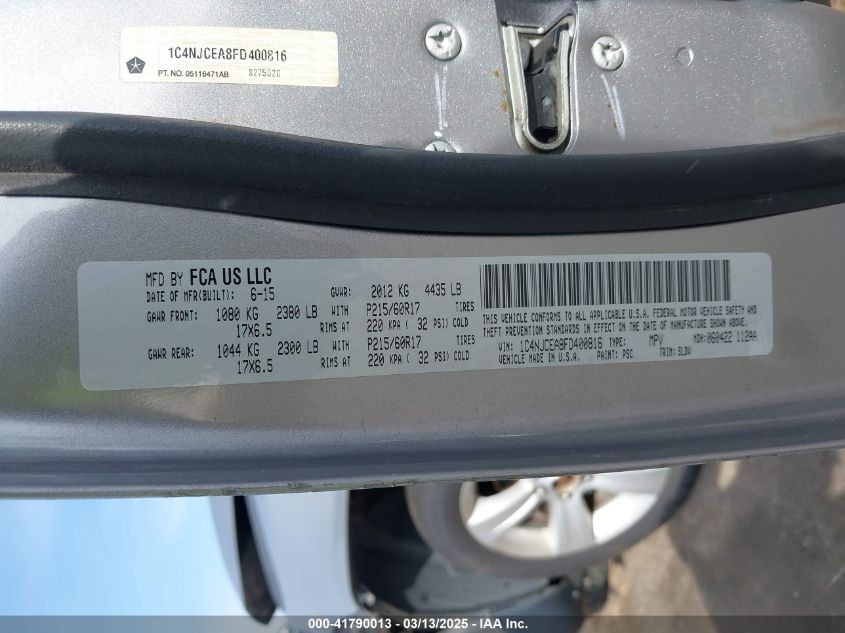 1C4NJCEA8FD400816
PT. NO. 05116471AB 8275020
MFD BY FCA US LLC
DATE OF MFR(BUILT): 6-15 GVWR: 2012 KG 4435 LB
GAWR FRONT: 1080 KG 2380 LB WITH P215/60R17 TIRES
17X6.5 RIMS AT 220 KPA ( 32 PSI) COLD
GAWR REAR: 1044 KG 2300 LB WITH P215/60R17 TIRES
17X6.5 RIMS AT 220 KPA ( 32 PSI) COLD
THIS VEHICLE CONFORMS TO ALL APPLICABLE U.S.A. FEDERAL MOTOR VEHICLE SAFETY AND
THEFT PREVENTION STANDARDS IN EFFECT ON THE DATE OF MANUFACTURE SHOWN ABOVE.
VIN: 1C4NJCEA8FD400816 TYPE: MPV MDH: 060422 112AA
VEHICLE MADE IN U.S.A. PAINT: PSC TRIM: SLDV
000-41790013 - 03/13/2025 - IAA Inc.